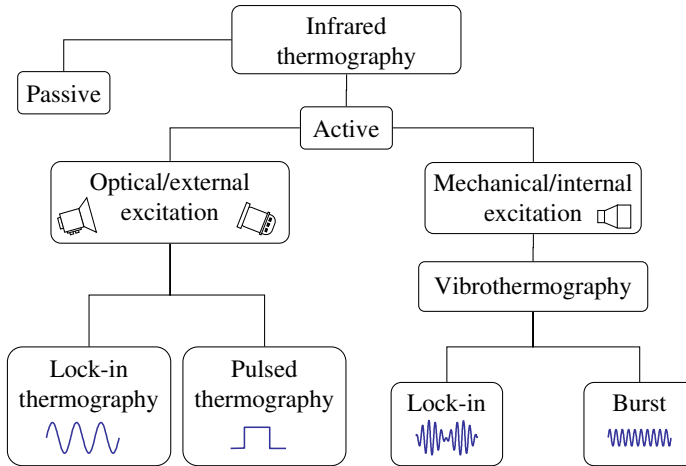 Infrared
thermography
Passive
Active
Optical/external
excitation
Mechanical/internal
excitation
Vibrothermography
Lock-in
thermography
Pulsed
thermography
Lock-in
Burst